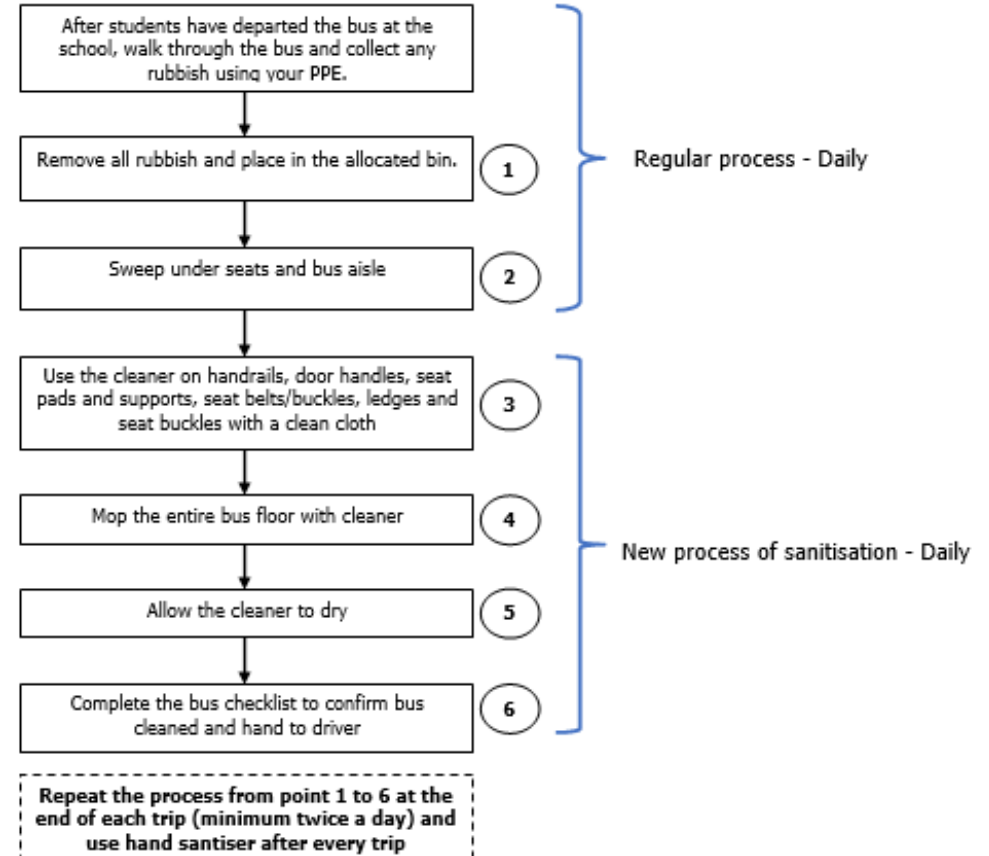 After students have departed the bus at the
school, walk through the bus and collect any
rubbish using your PPE.
Remove all rubbish and place in the allocated bin.
1
Regular process - Daily
Sweep under seats and bus aisle
2
Use the cleaner on handrails, door handles, seat
pads and supports, seat belts/buckles, ledges and
seat buckles with a clean cloth
3
Mop the entire bus floor with cleaner
4
New process of sanitisation - Daily
Allow the cleaner to dry
5
Complete the bus checklist to confirm bus
cleaned and hand to driver
6
Repeat the process from point 1 to 6 at the
end of each trip (minimum twice a day) and
use hand santiser after every trip